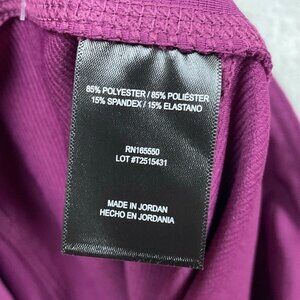 85% POLYESTER / 85% POLIÉSTER
15% SPANDEX / 15% ELASTANO
RN165550
LOT #T2515431
MADE IN JORDAN
HECHO EN JORDANIA